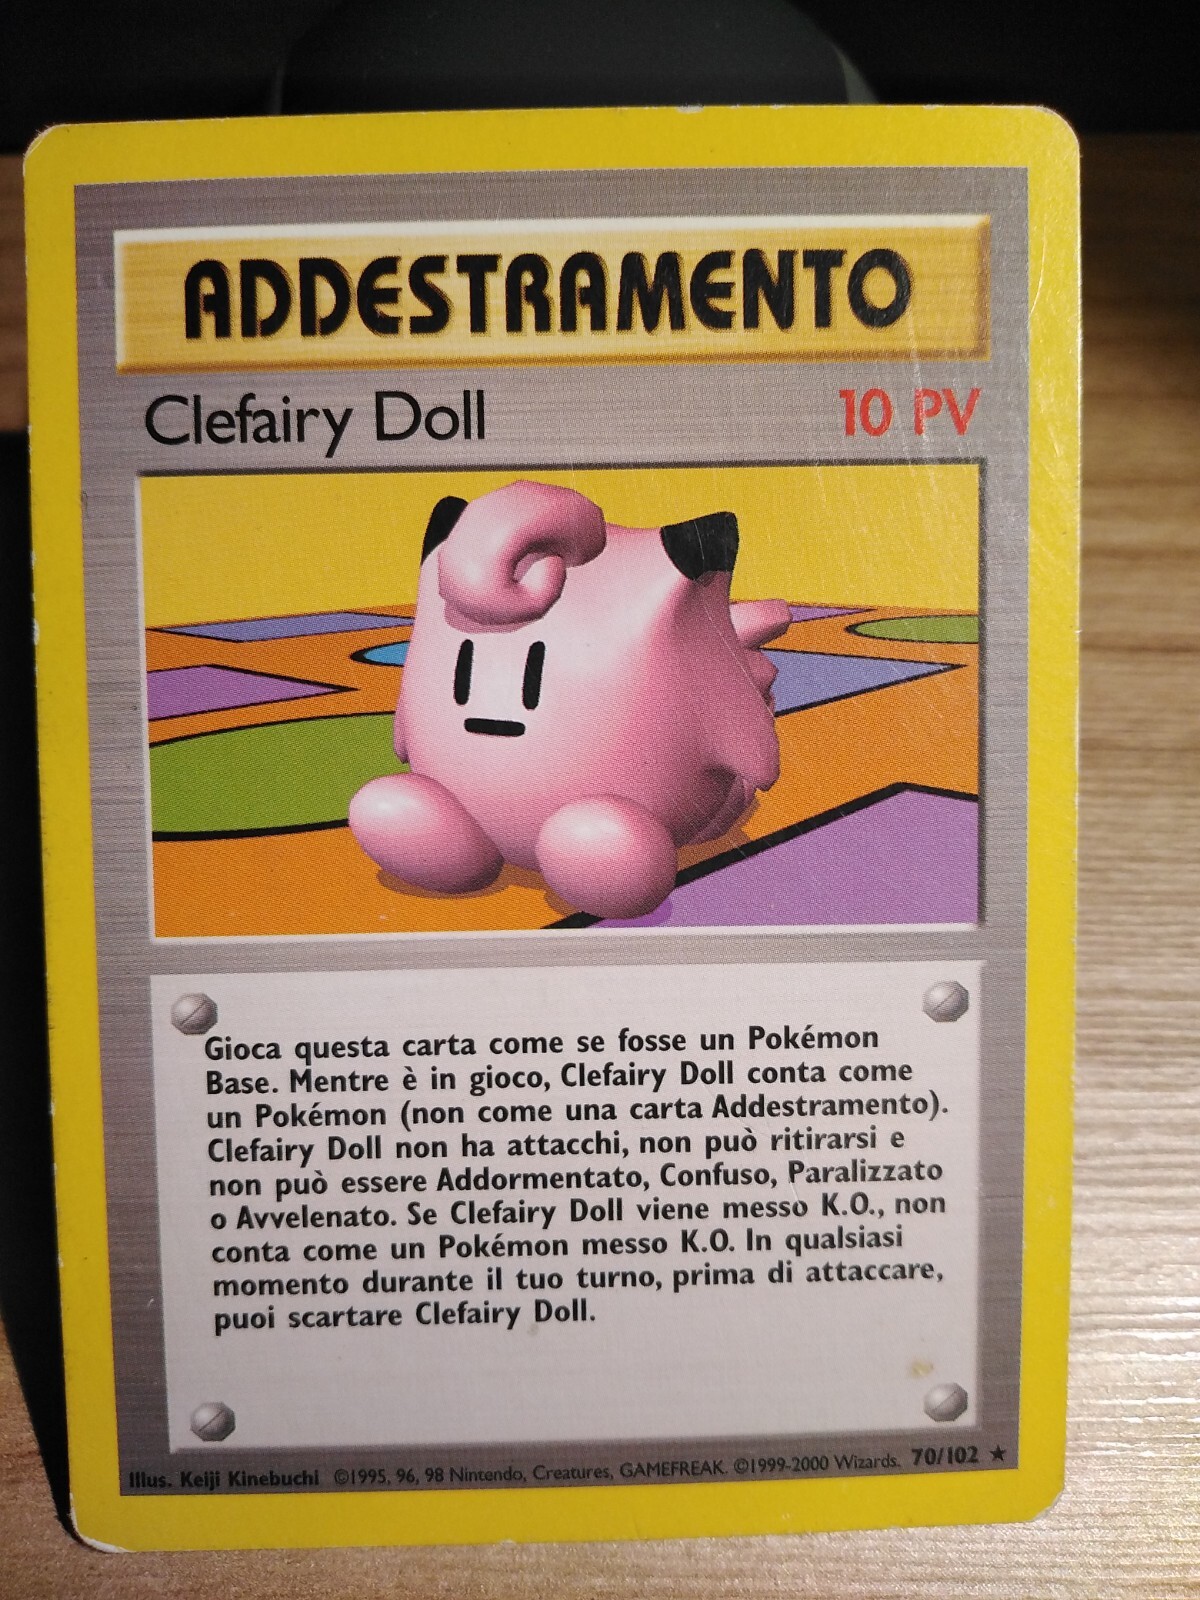 ADDESTRAMENTO
Clefairy Doll 10 PV
Gioca questa carta come se fosse un Pokémon
Base. Mentre è in gioco, Clefairy Doll conta come
un Pokémon (non come una carta Addestramento).
Clefairy Doll non ha attacchi, non può ritirarsi e
non può essere Addormentato, Confuso, Paralizzato
o Avvelenato. Se Clefairy Doll viene messo K.O., non
conta come un Pokémon messo K.O. In qualsiasi
momento durante il tuo turno, prima di attaccare,
puoi scartare Clefairy Doll.
Illus. Keiji Kinebuchi ©1995, 96, 98 Nintendo, Creatures, GAMEFREAK. ©1999-2000 Wizards. 70/102 ★